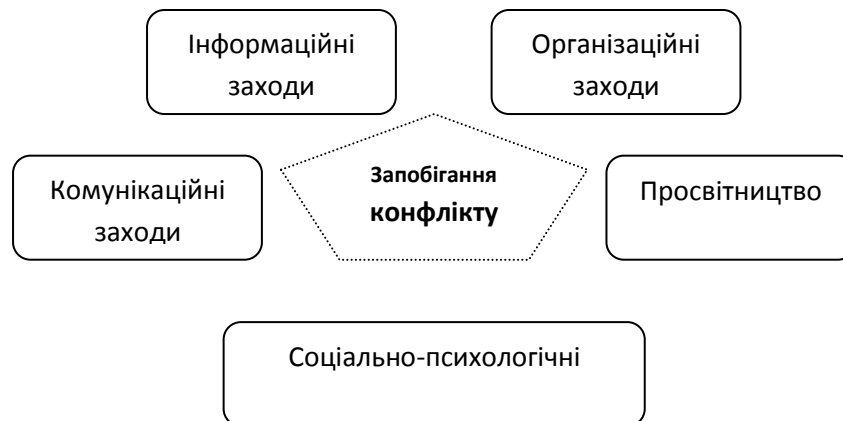 Інформаційні
заходи
Організаційні
заходи
Комунікаційні
заходи
Запобігання
конфлікту
Просвітництво
Соціально-психологічні